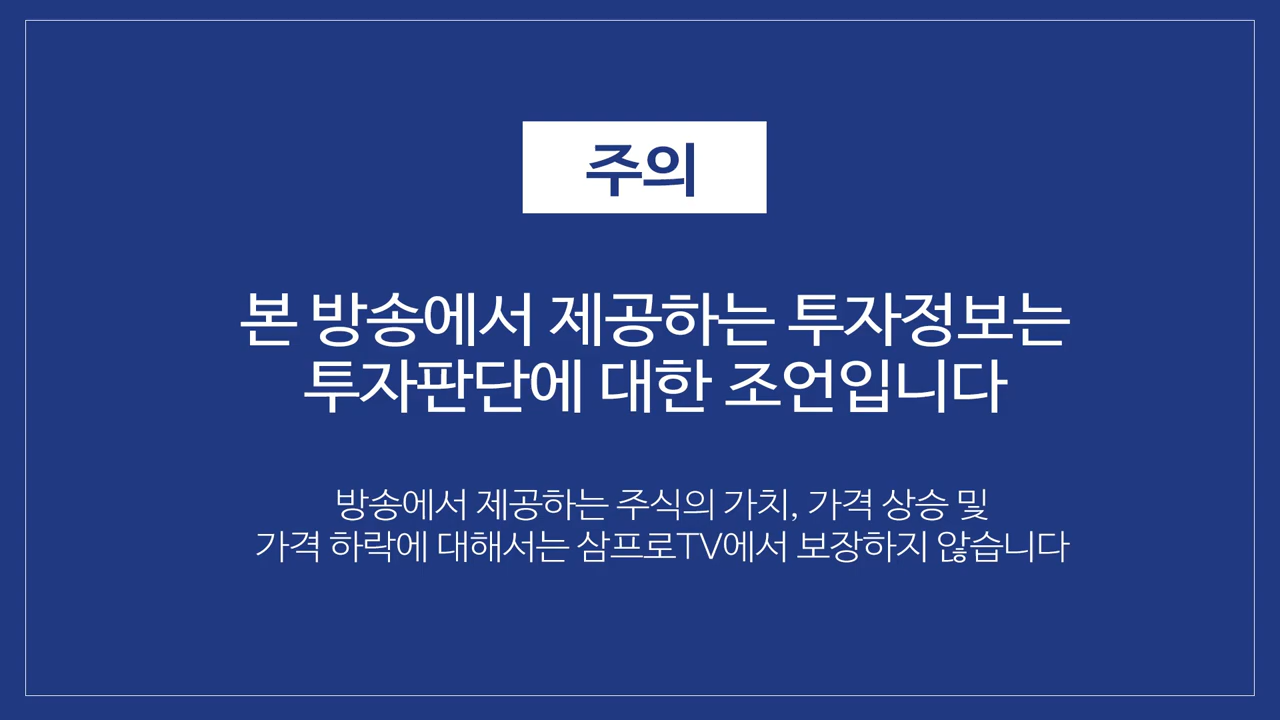 주의
본 방송에서 제공하는 투자정보는
투자판단에 대한 조언입니다
방송에서 제공하는 주식의 가치, 가격 상승 및
가격 하락에 대해서는 삼프로TV에서 보장하지 않습니다